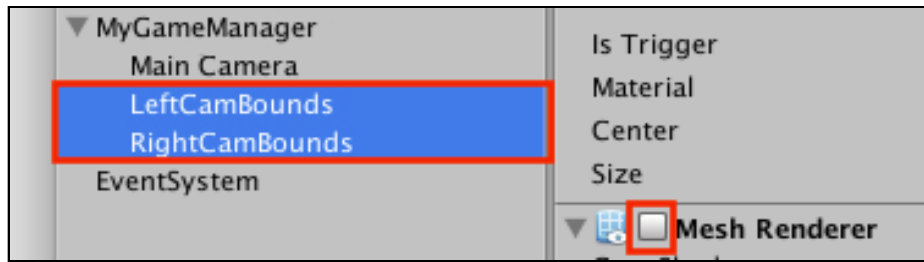 MyGameManager
Main Camera
LeftCamBounds
RightCamBounds
EventSystem
Is Trigger
Material
Center
Size
Mesh Renderer